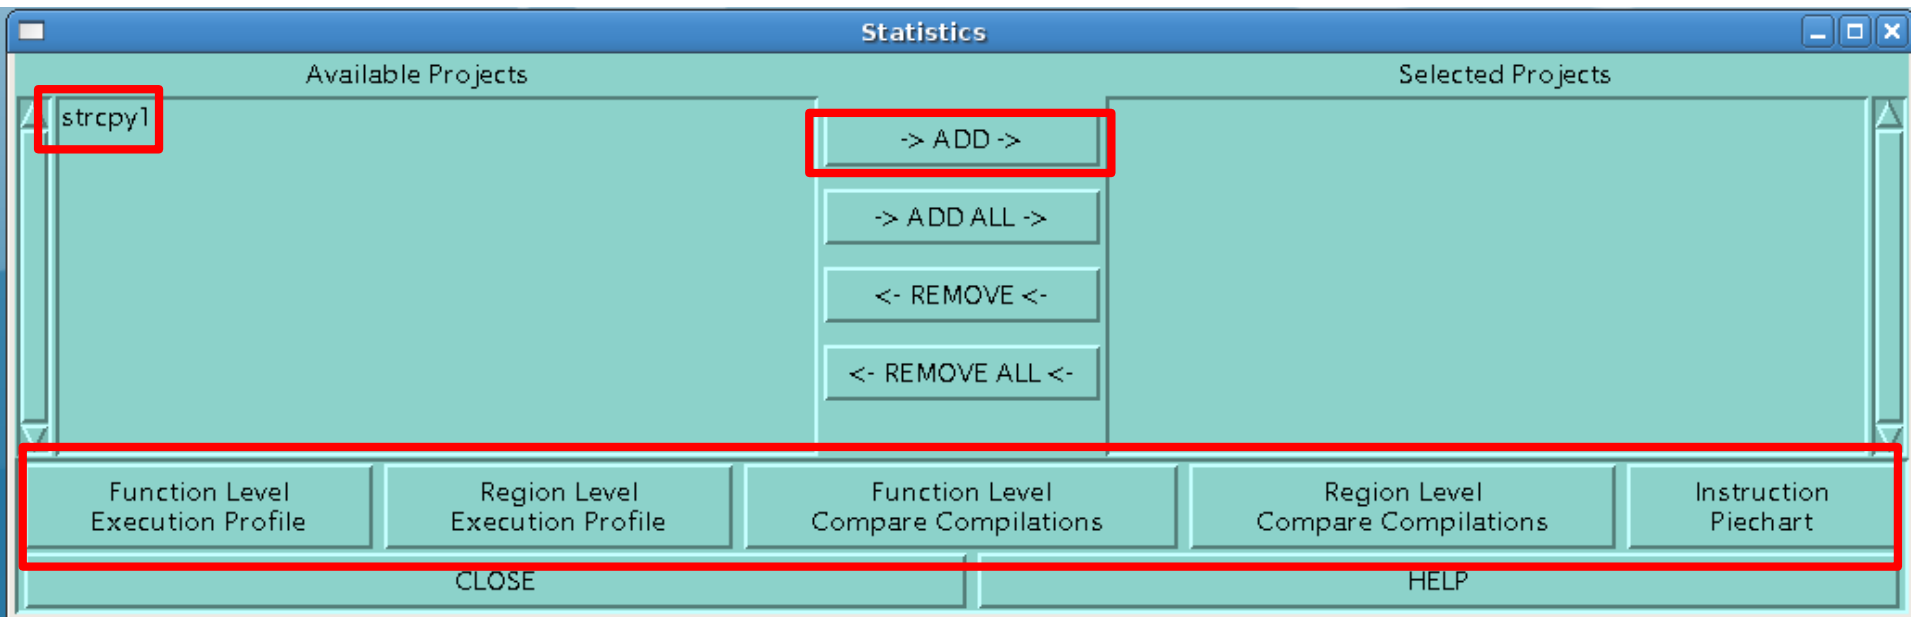 Statistics
Available Projects
Selected Projects
strcpy1
-> ADD ->
-> ADD ALL ->
<- REMOVE <-
<- REMOVE ALL <-
Function Level
Execution Profile
Region Level
Execution Profile
Function Level
Compare Compilations
Region Level
Compare Compilations
Instruction
Piechart
CLOSE
HELP